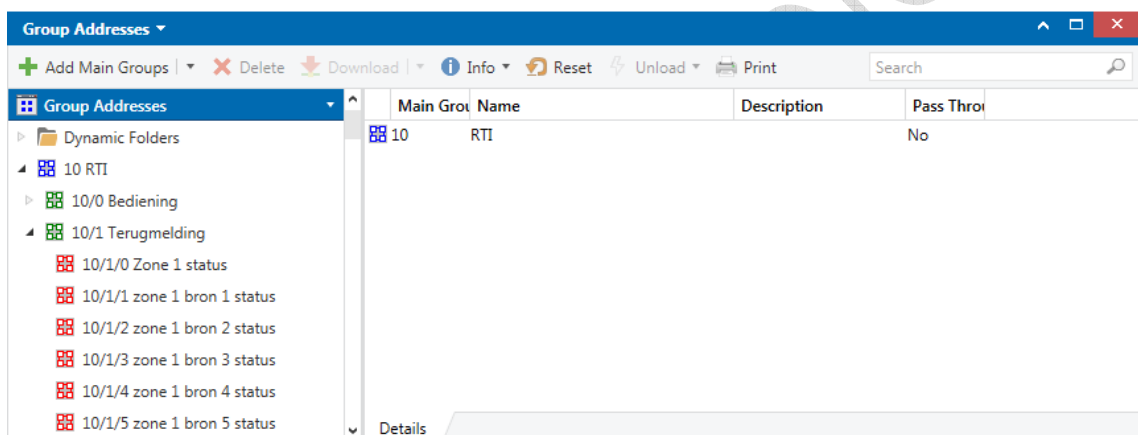 Group Addresses
Add Main Groups Delete Download Info Reset Unload Print Search
Group Addresses
Main Grou Name Description Pass Throu
Dynamic Folders
10 RTI No
10 RTI
10/0 Bediening
10/1 Terugmelding
10/1/0 Zone 1 status
10/1/1 zone 1 bron 1 status
10/1/2 zone 1 bron 2 status
10/1/3 zone 1 bron 3 status
10/1/4 zone 1 bron 4 status
10/1/5 zone 1 bron 5 status
Details